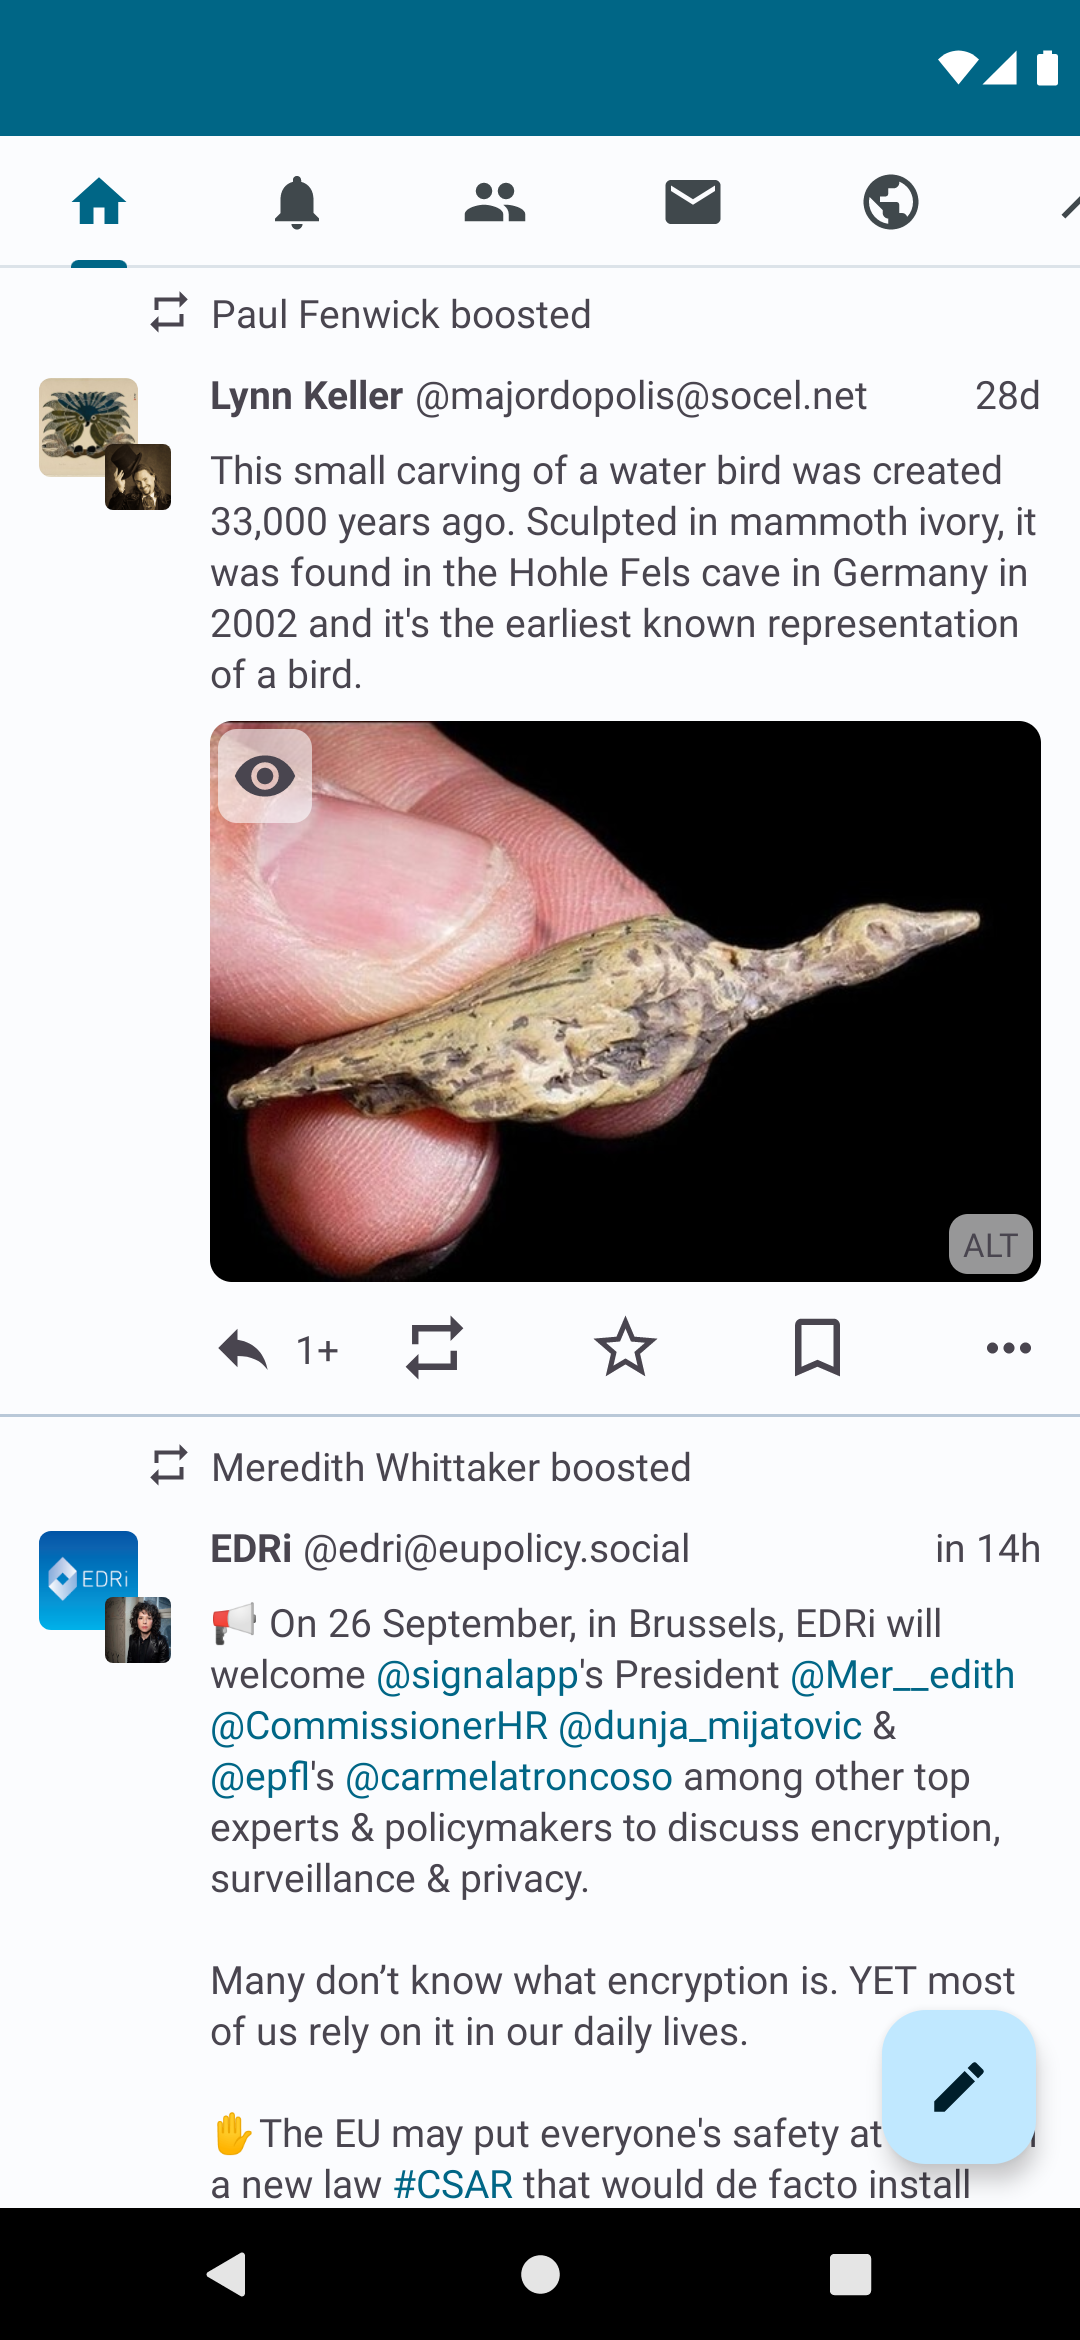 Paul Fenwick boosted
Lynn Keller @majordopolis@socel.net 28d
This small carving of a water bird was created
33,000 years ago. Sculpted in mammoth ivory, it
was found in the Hohle Fels cave in Germany in
2002 and it's the earliest known representation
of a bird.
ALT
1+
Meredith Whittaker boosted
EDRi @edri@eupolicy.social in 14h
EDRi
📢 On 26 September, in Brussels, EDRi will
welcome @signalapp's President @Mer__edith
@CommissionerHR @dunja_mijatovic &
@epfl's @carmelatroncoso among other top
experts & policymakers to discuss encryption,
surveillance & privacy.
Many don’t know what encryption is. YET most
of us rely on it in our daily lives.
✋The EU may put everyone's safety at
a new law #CSAR that would de facto install